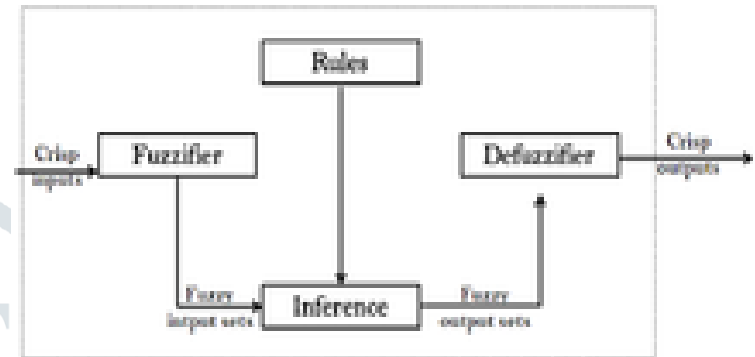 Rules
Crisp
inputs
Fuzzifier
Defuzzifier
Crisp
outputs
Fuzzy
input sets
Inference
Fuzzy
output sets